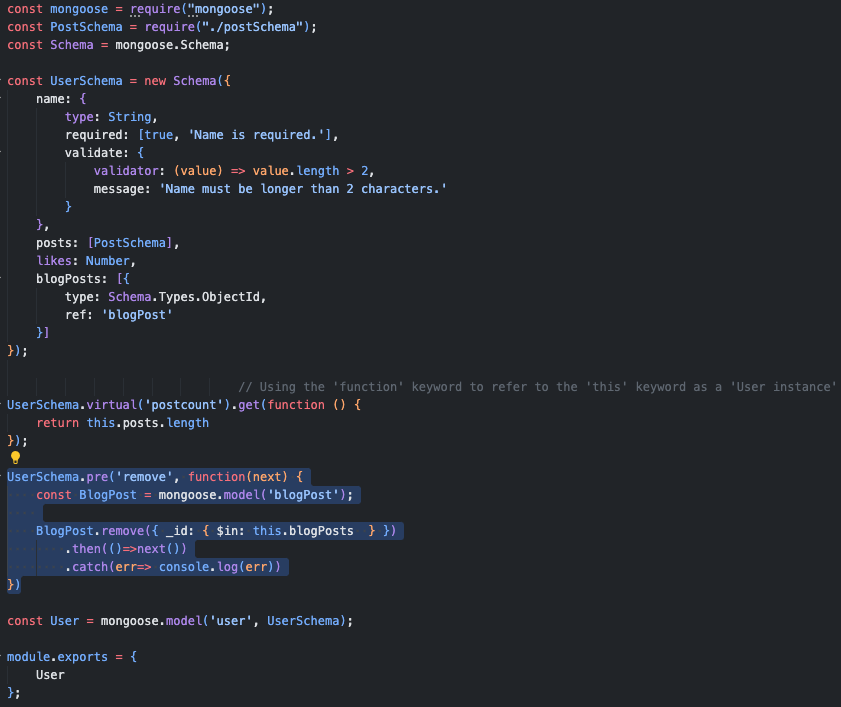 const mongoose = require("mongoose");
const PostSchema = require("./postSchema");
const Schema = mongoose.Schema;

const UserSchema = new Schema({
    name: {
        type: String,
        required: [true, 'Name is required.'],
        validate: {
            validator: (value) => value.length > 2,
            message: 'Name must be longer than 2 characters.'
        }
    },
    posts: [PostSchema],
    likes: Number,
    blogPosts: [{
        type: Schema.Types.ObjectId,
        ref: 'blogPost'
    }]
});

                                // Using the 'function' keyword to refer to the 'this' keyword as a 'User instance'
UserSchema.virtual('postcount').get(function () {
    return this.posts.length
});

UserSchema.pre('remove', function(next) {
    const BlogPost = mongoose.model('blogPost');

    BlogPost.remove({ _id: { $in: this.blogPosts  } })
        .then(()=>next())
        .catch(err=> console.log(err))
})

const User = mongoose.model('user', UserSchema);

module.exports = {
    User
};